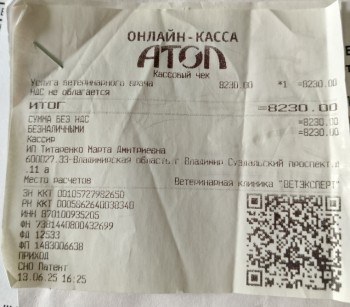 ОНЛАЙН-КАССА
АТОЛ
Кассовый чек
Услуга ветеринарного врача 8230.00 *1 =8230.00
НДС не облагается
ИТОГ =8230.00
СУММА БЕЗ НДС =8230.00
БЕЗНАЛИЧНЫМИ =8230.00
Кассир
ИП Титаренко Марта Дмитриевна
600027,33-Владимирская область,г Владимир Суздальский проспект,д
.11 а
Место расчетов Ветеринарная клиника "ВЕТЭКСПЕРТ"
ЗН ККТ 00105727982650
РН ККТ 0005862640038340
ИНН 870100935205
ФН 7381440800432699
ФД 12533
ФП 1483006638
ПРИХОД
СНО Патент
13.06.25 16:25